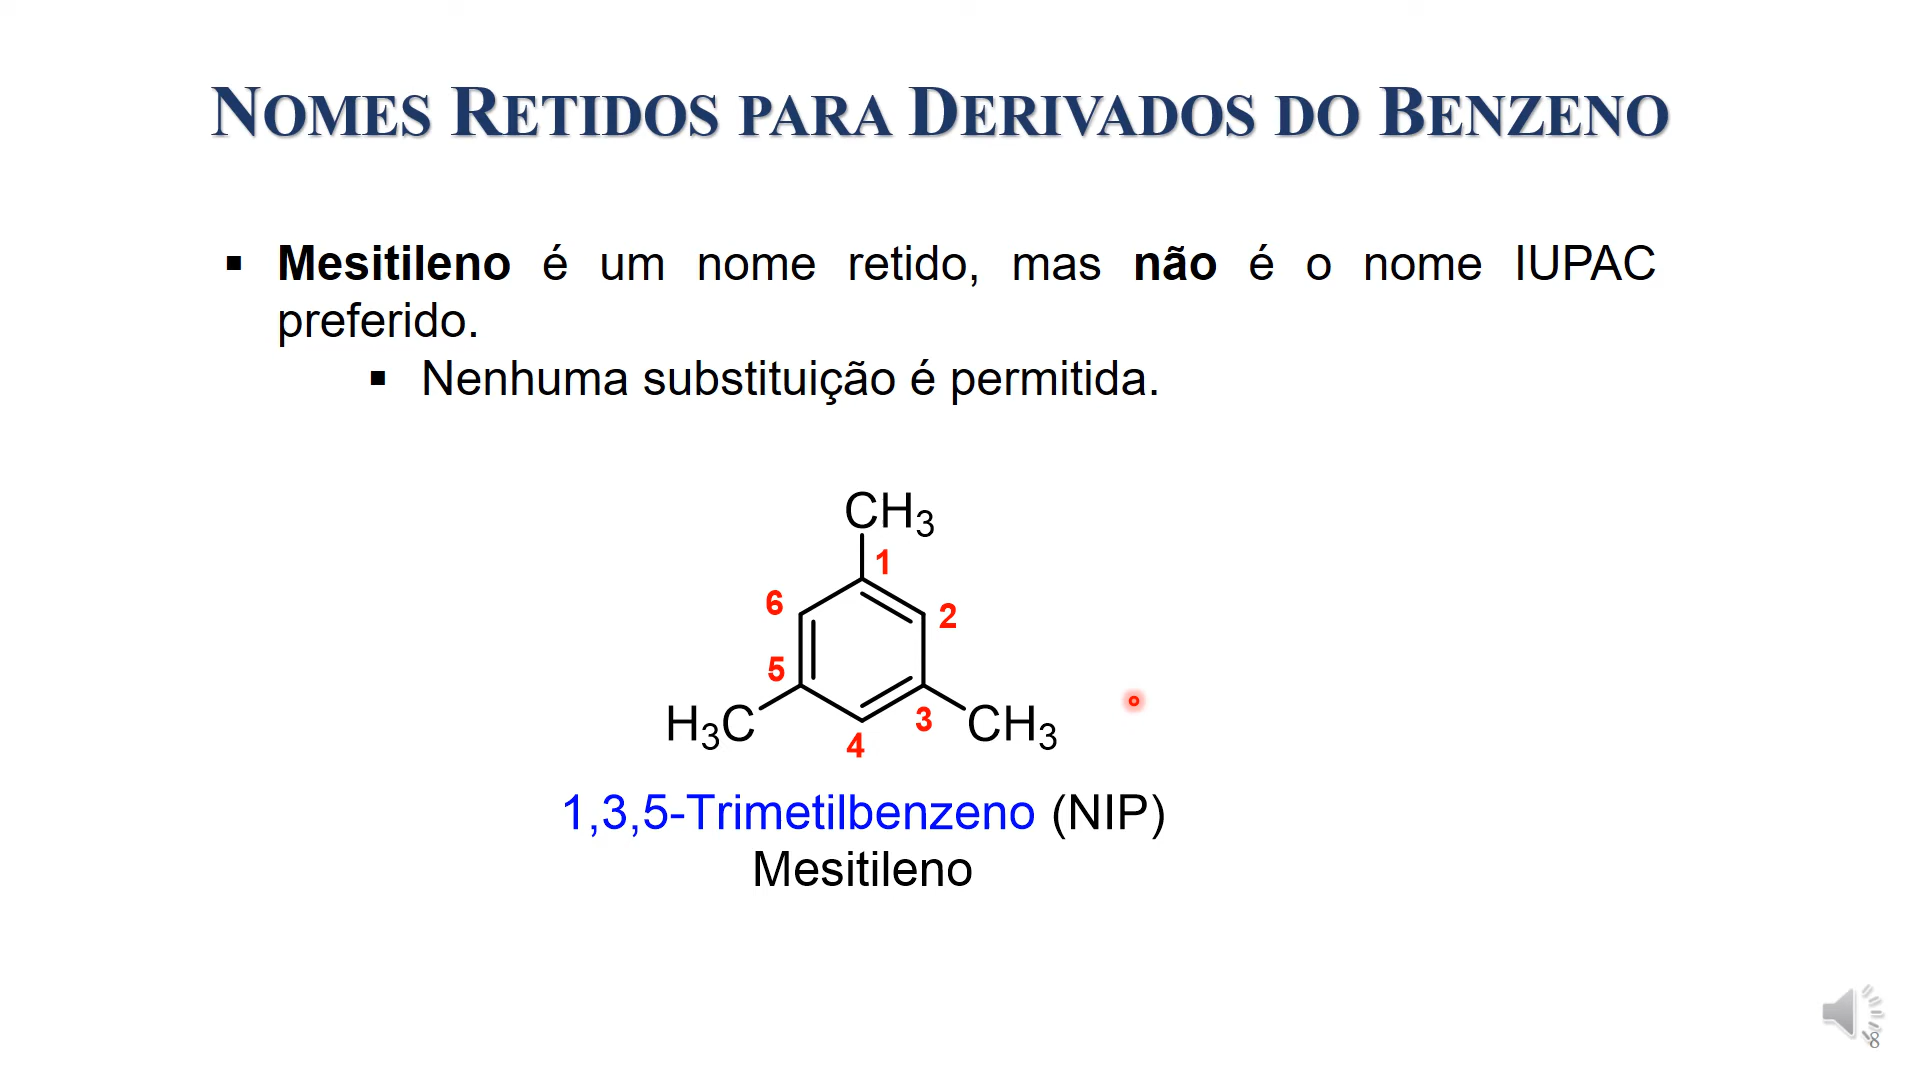 NOMES RETIDOS PARA DERIVADOS DO BENZENO
▪ Mesitileno é um nome retido, mas não é o nome IUPAC
preferido.
▪ Nenhuma substituição é permitida.
CH3
1
6
2
5
H3C
3
CH3
4
1,3,5-Trimetilbenzeno (NIP)
Mesitileno
8